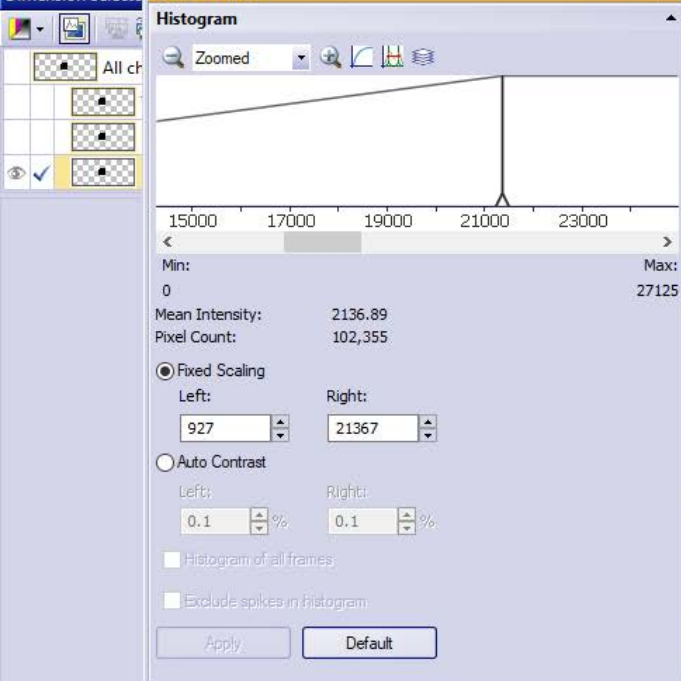 Histogram
Zoomed
All ch
15000 17000 19000 21000 23000
Min: Max:
0 27125
Mean Intensity: 2136.89
Pixel Count: 102,355
Fixed Scaling
Left: Right:
927 21367
Auto Contrast
Left: Right:
0.1 % 0.1 %
Histogram of all frames
Exclude spikes in histogram
Apply Default